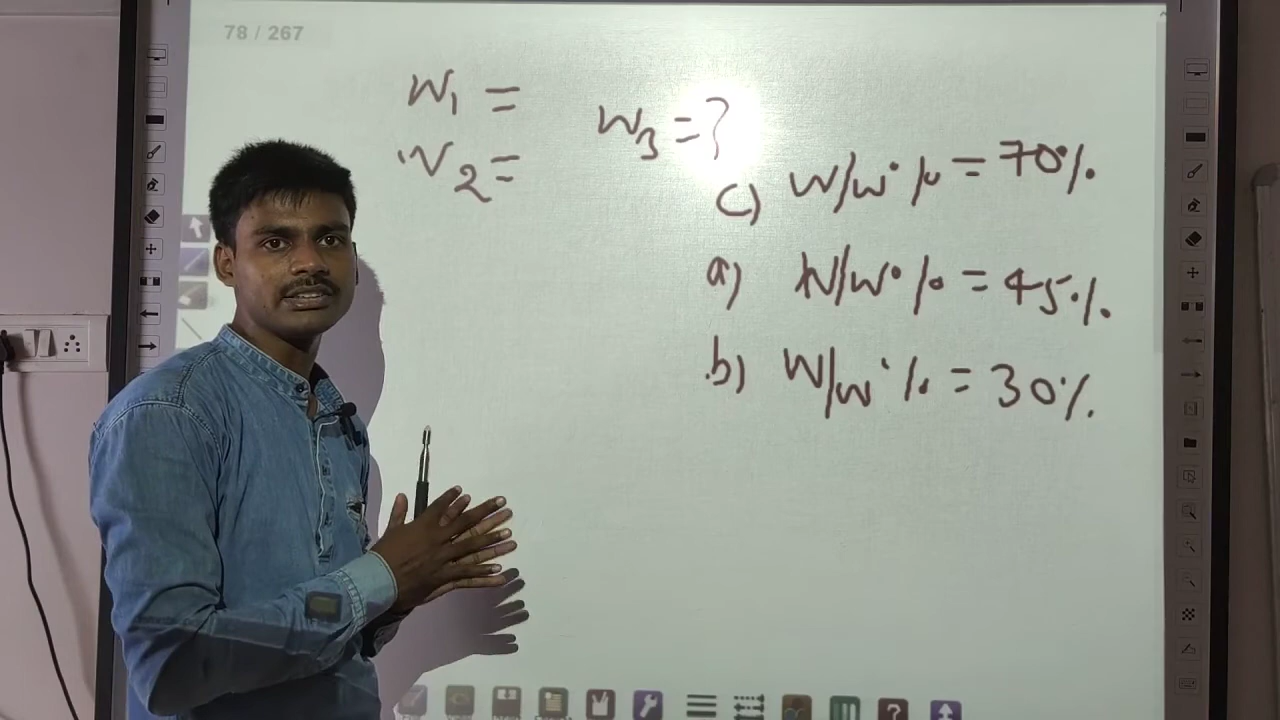 78 / 267
W1 =
W2 =
W3 = ?
c) W/W % = 70%
a) W/W % = 45%
b) W/W % = 30%